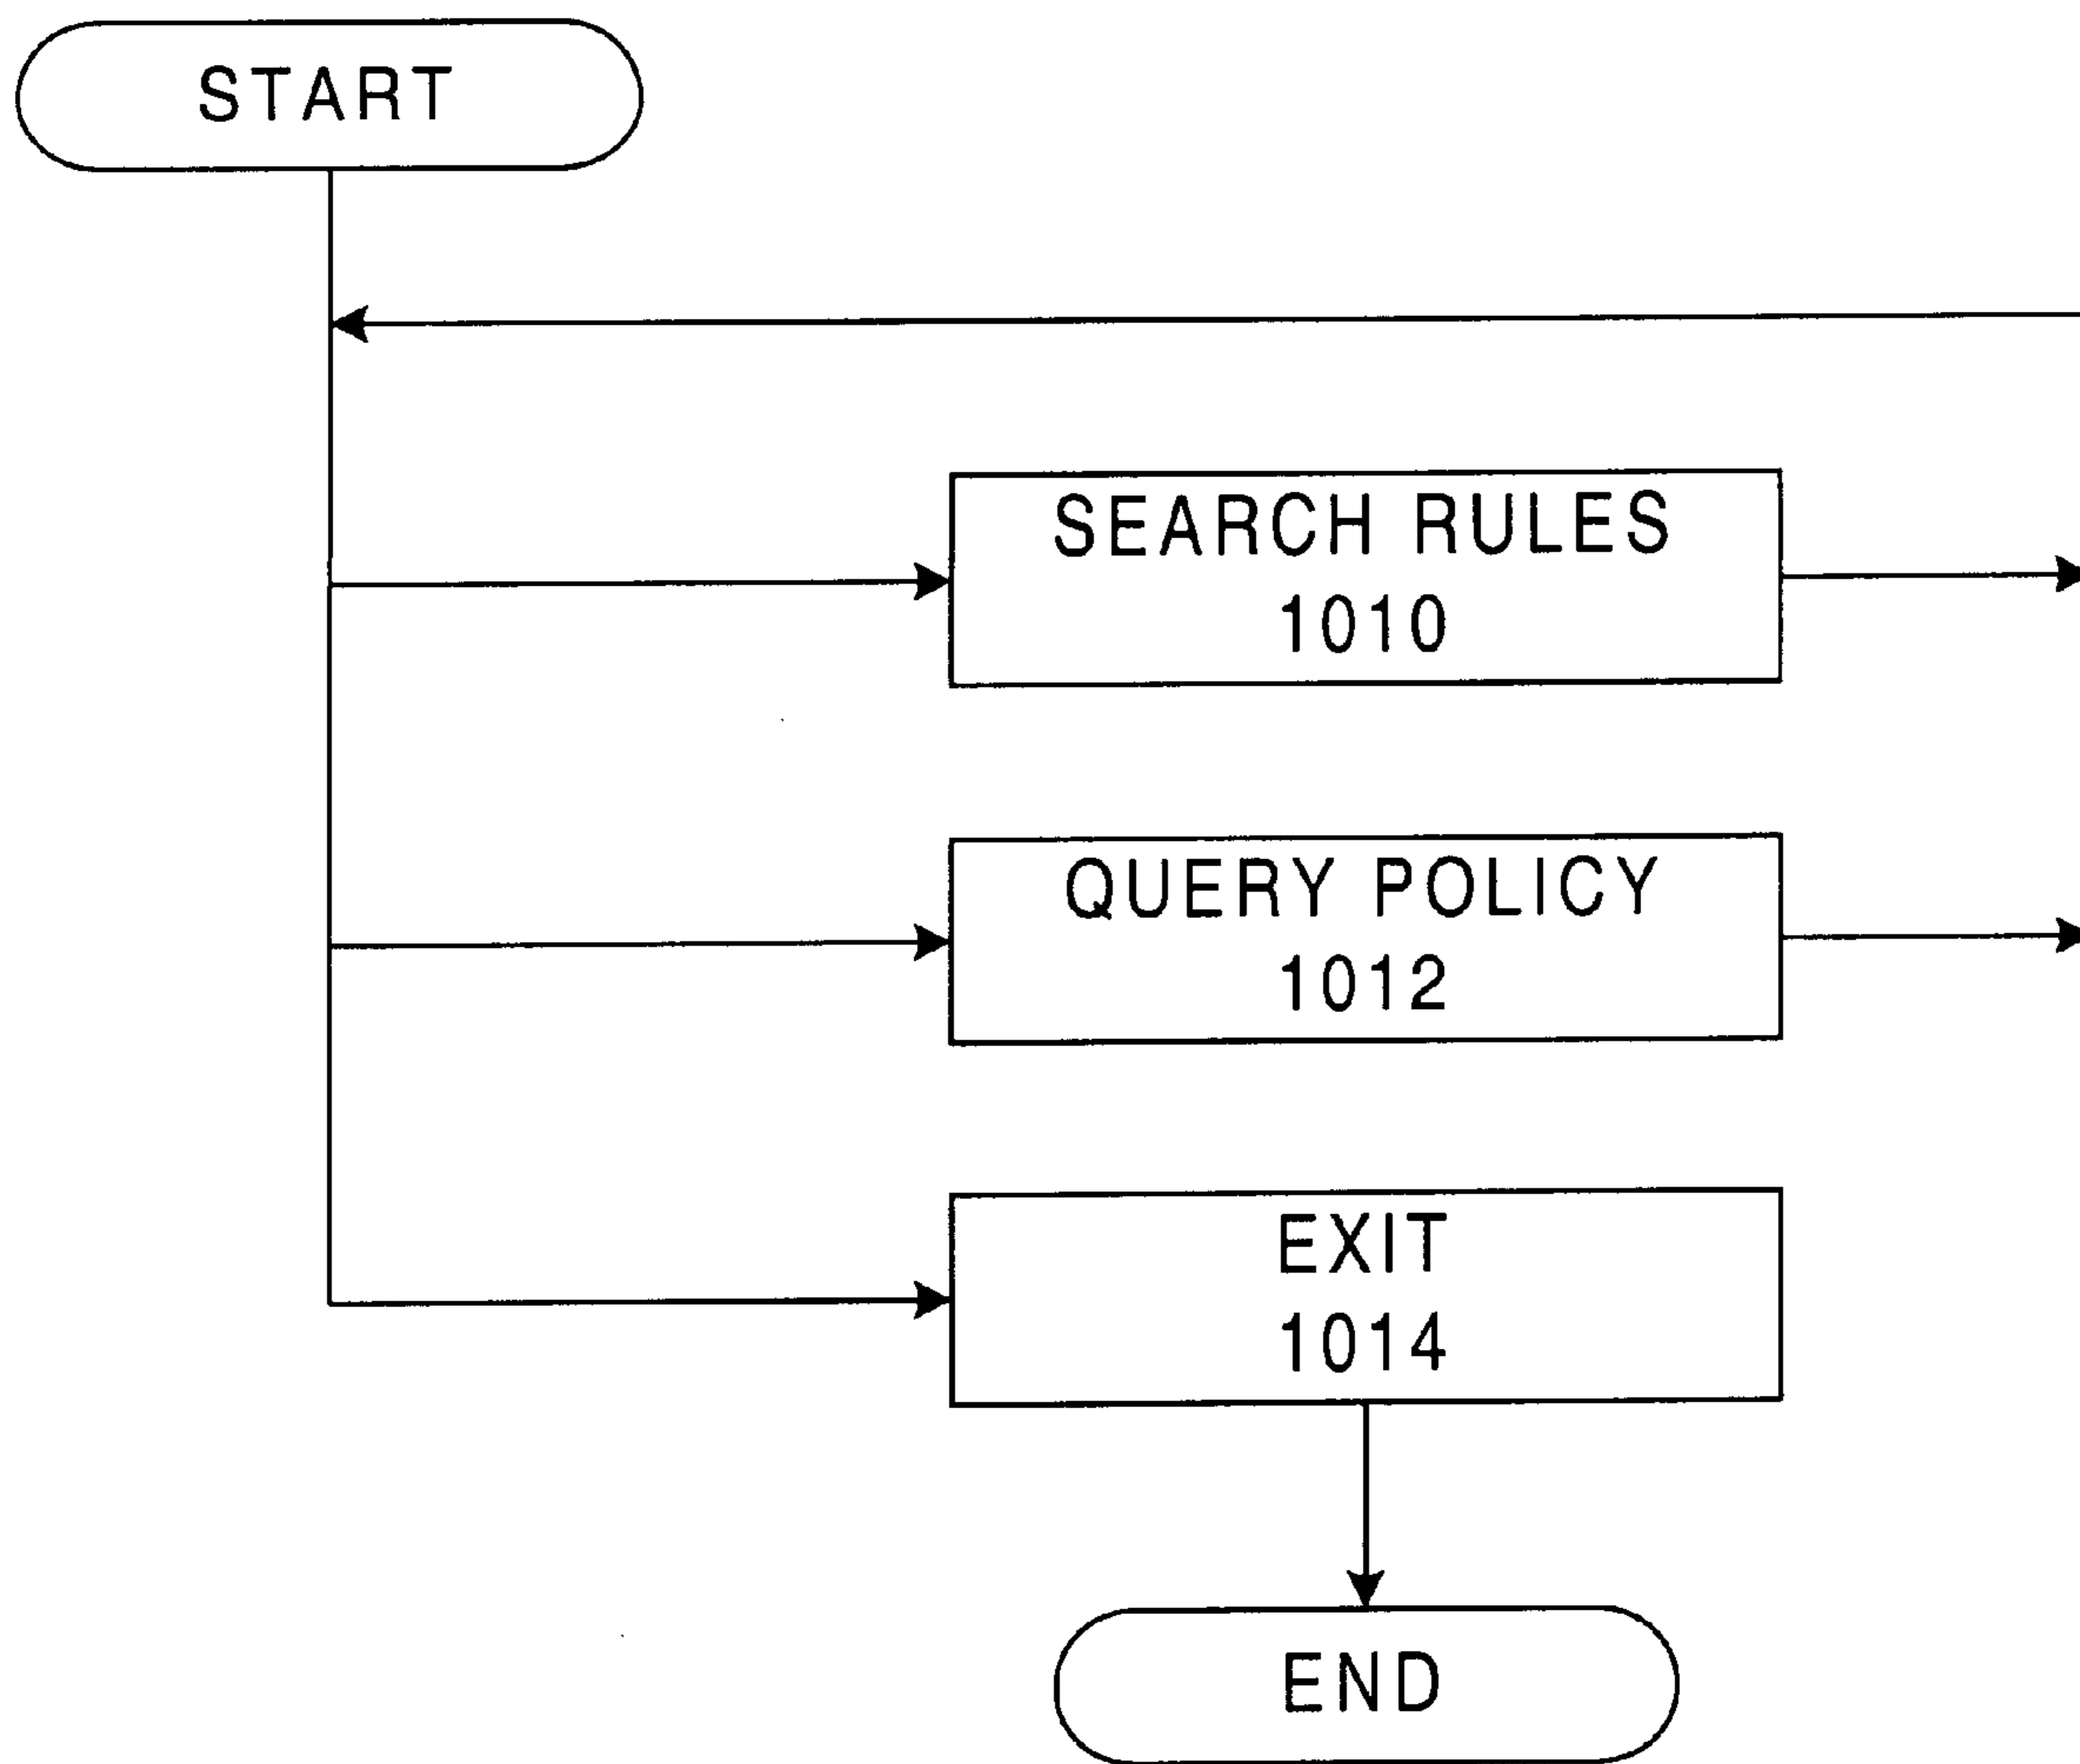 START
SEARCH RULES
1010
QUERY POLICY
1012
EXIT
1014
END